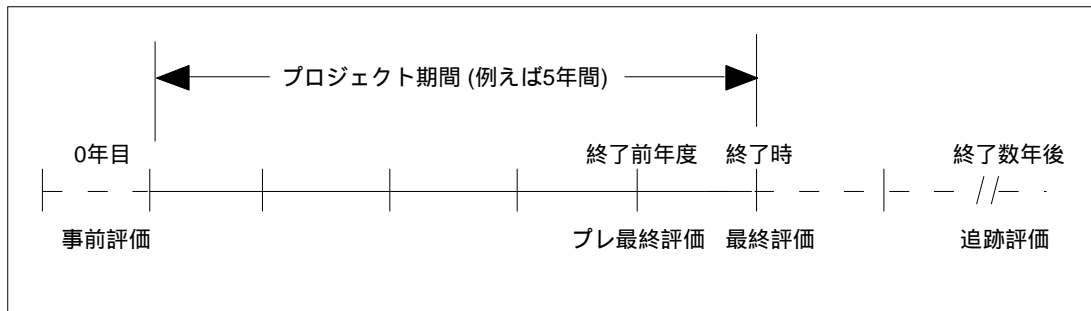 プロジェクト期間 (例えば5年間)
0年目 終了前年度 終了時 終了数年後
事前評価 プレ最終評価 最終評価 追跡評価